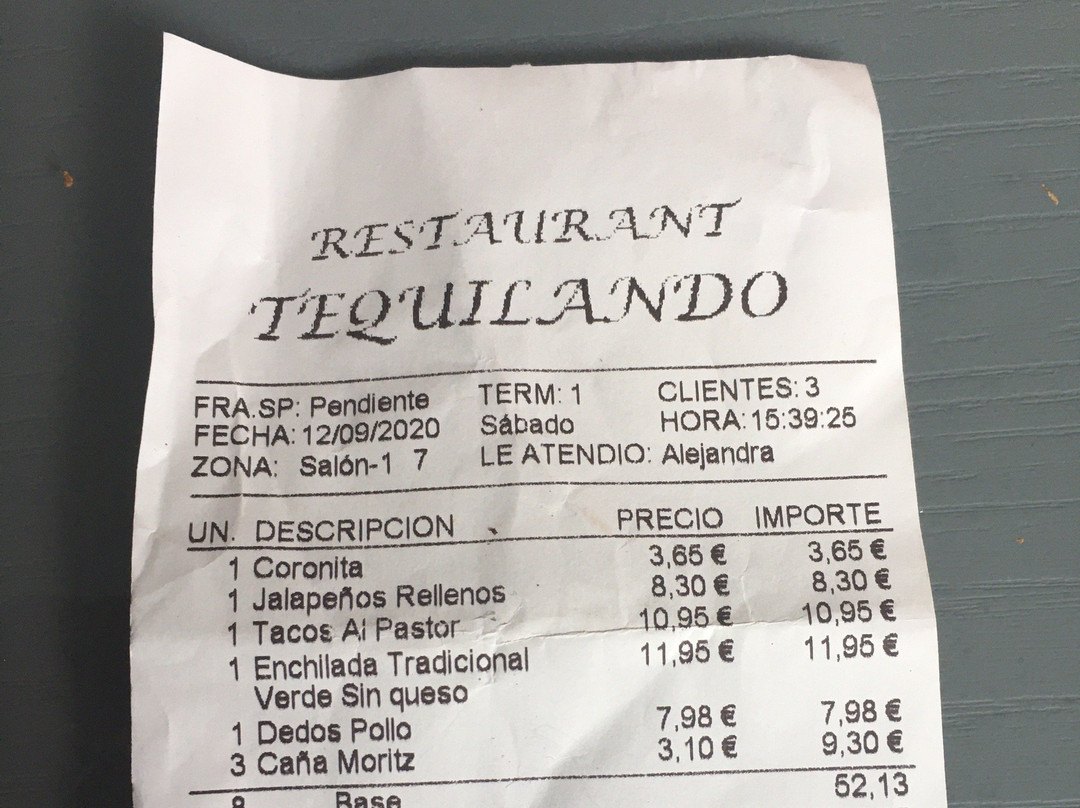 RESTAURANT
TEQUILANDO
FRA.SP: Pendiente TERM: 1 CLIENTES: 3
FECHA: 12/09/2020 Sábado HORA: 15:39:25
ZONA: Salón-1 7 LE ATENDIO: Alejandra
UN. DESCRIPCION PRECIO IMPORTE
1 Coronita 3,65 € 3,65 €
1 Jalapeños Rellenos 8,30 € 8,30 €
1 Tacos Al Pastor 10,95 € 10,95 €
1 Enchilada Tradicional 11,95 € 11,95 €
Verde Sin queso
1 Dedos Pollo 7,98 € 7,98 €
3 Caña Moritz 3,10 € 9,30 €
8 Base 52,13